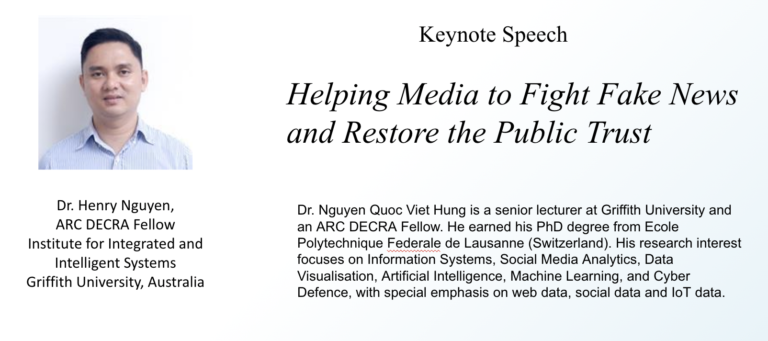 Keynote Speech
Helping Media to Fight Fake News
and Restore the Public Trust
Dr. Henry Nguyen,
ARC DECRA Fellow
Institute for Integrated and
Intelligent Systems
Griffith University, Australia
Dr. Nguyen Quoc Viet Hung is a senior lecturer at Griffith University and
an ARC DECRA Fellow. He earned his PhD degree from Ecole
Polytechnique Federale de Lausanne (Switzerland). His research interest
focuses on Information Systems, Social Media Analytics, Data
Visualisation, Artificial Intelligence, Machine Learning, and Cyber
Defence, with special emphasis on web data, social data and IoT data.